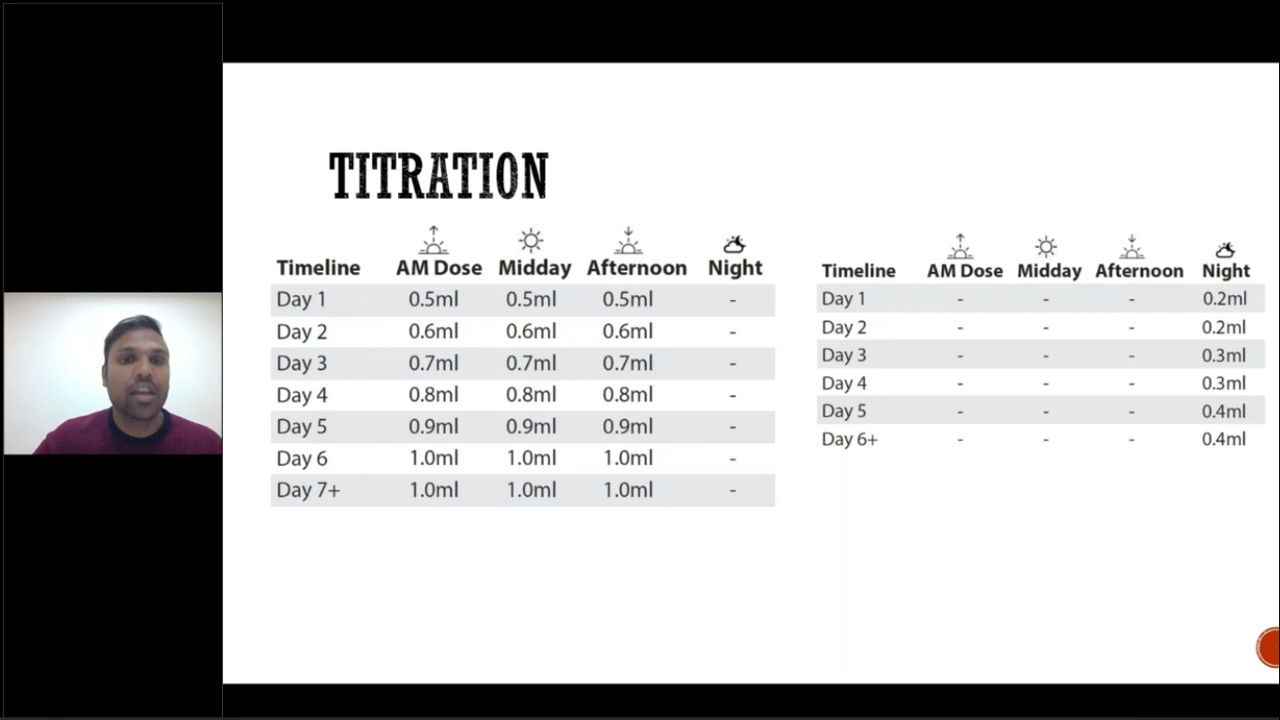 TITRATION
Timeline AM Dose Midday Afternoon Night
Day 1 0.5ml 0.5ml 0.5ml -
Day 2 0.6ml 0.6ml 0.6ml -
Day 3 0.7ml 0.7ml 0.7ml -
Day 4 0.8ml 0.8ml 0.8ml -
Day 5 0.9ml 0.9ml 0.9ml -
Day 6 1.0ml 1.0ml 1.0ml -
Day 7+ 1.0ml 1.0ml 1.0ml -
Timeline AM Dose Midday Afternoon Night
Day 1 - - - 0.2ml
Day 2 - - - 0.2ml
Day 3 - - - 0.3ml
Day 4 - - - 0.3ml
Day 5 - - - 0.4ml
Day 6+ - - - 0.4ml